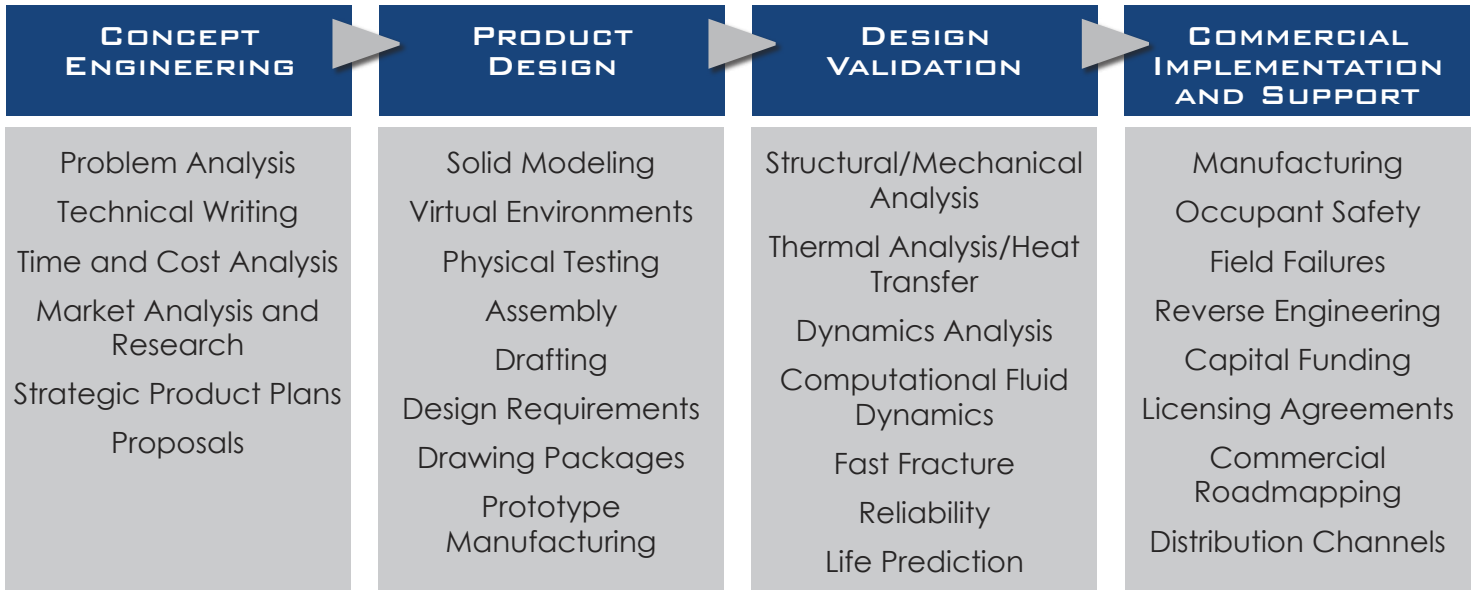 CONCEPT
ENGINEERING
PRODUCT
DESIGN
DESIGN
VALIDATION
COMMERCIAL
IMPLEMENTATION
AND SUPPORT
Problem Analysis
Technical Writing
Time and Cost Analysis
Market Analysis and
Research
Strategic Product Plans
Proposals
Solid Modeling
Virtual Environments
Physical Testing
Assembly
Drafting
Design Requirements
Drawing Packages
Prototype
Manufacturing
Structural/Mechanical
Analysis
Thermal Analysis/Heat
Transfer
Dynamics Analysis
Computational Fluid
Dynamics
Fast Fracture
Reliability
Life Prediction
Manufacturing
Occupant Safety
Field Failures
Reverse Engineering
Capital Funding
Licensing Agreements
Commercial
Roadmapping
Distribution Channels